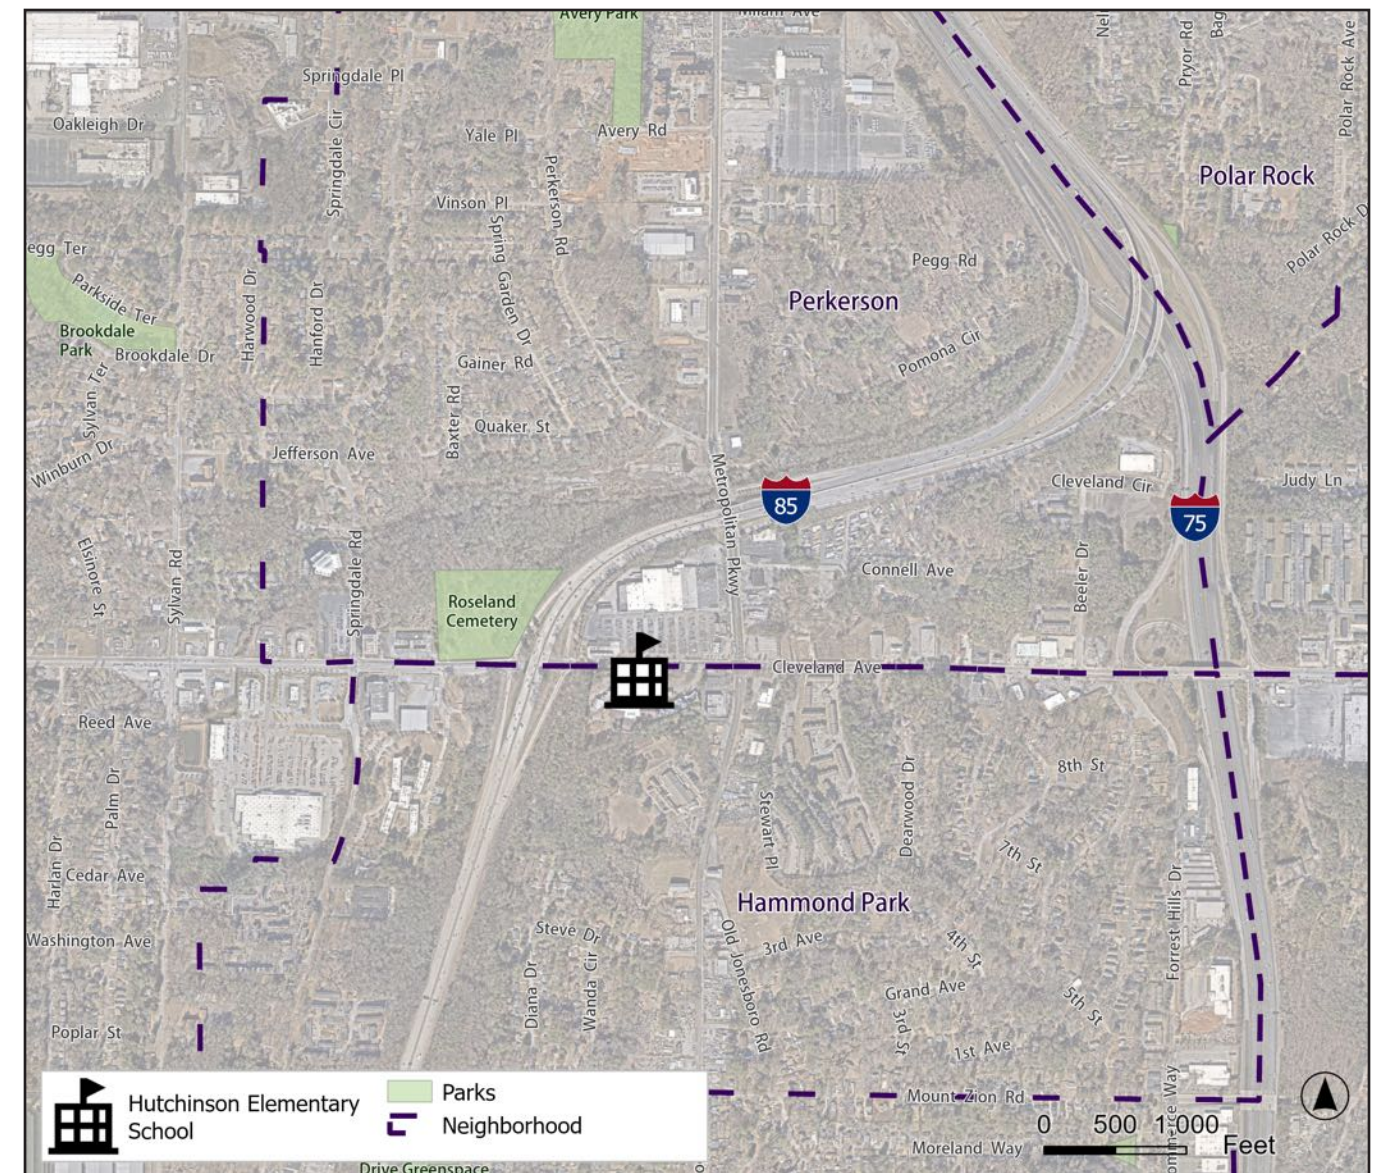 Avery Park
Milam Ave
Nel
Pryor Rd
Bag
Polar Rock Ave
Springdale Pl
Oakleigh Dr
Springdale Cir
Yale Pl
Avery Rd
Perkerson Rd
Polar Rock
Vinson Pl
Spring Garden Dr
Polar Rock D
egg Ter
Pegg Rd
Parkside Ter
Harwood Dr
Hanford Dr
Perkerson
Brookdale
Park
Brookdale Dr
Gainer Rd
Pomona Cir
Sylvan Ter
Baxter Rd
Quaker St
Winburn Dr
Jefferson Ave
Metropolitan Pkwy
Cleveland Cir
Judy Ln
85
75
Elsinore St
Sylvan Rd
Springdale Rd
Roseland
Cemetery
Connell Ave
Beeler Dr
Cleveland Ave
Reed Ave
Palm Dr
8th St
Stewart Pl
Dearwood Dr
7th St
Harlan Dr
Cedar Ave
Hammond Park
Forrest Hills Dr
Washington Ave
Steve Dr
Old Jonesboro Rd
3rd Ave
4th St
Diana Dr
Wanda Cir
Grand Ave
5th St
3rd St
Poplar St
1st Ave
Hutchinson Elementary
School
Parks
Neighborhood
Mount Zion Rd
ommerce Way
0 500 1,000
Feet
Moreland Way
Drive Greenspace